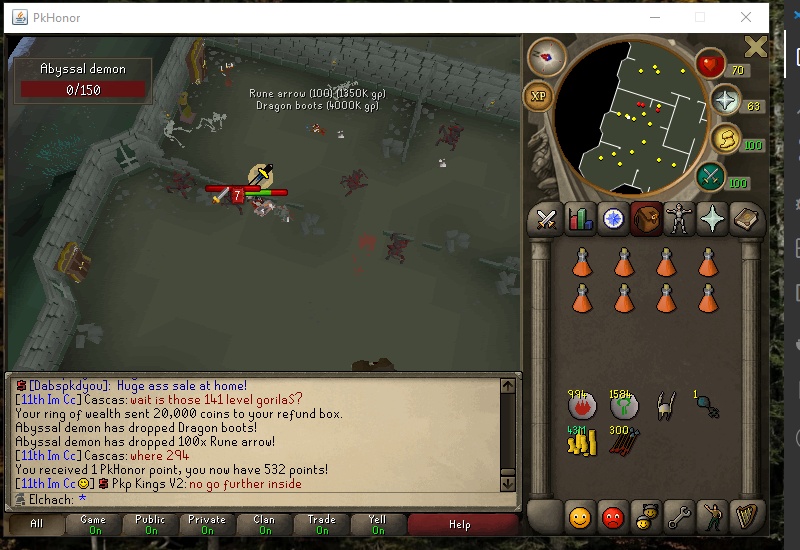 PkHonor
Abyssal demon
0/150
Rune arrow (100) (1350K gp)
Dragon boots (4000K gp)
7
70
XP
63
100
100
994
1584
1
43M
300
[Dabspkdyou]: Huge ass sale at home!
[11th Im Cc] Cascas: wait is those 141 level gorilaS?
Your ring of wealth sent 20,000 coins to your refund box.
Abyssal demon has dropped Dragon boots!
Abyssal demon has dropped 100x Rune arrow!
[11th Im Cc] Cascas: where 294
You received 1 PkHonor point, you now have 532 points!
[11th Im Cc] Pkp Kings V2: no go further inside
Elchach: *
All
Game
On
Public
On
Private
On
Clan
On
Trade
On
Yell
On
Help